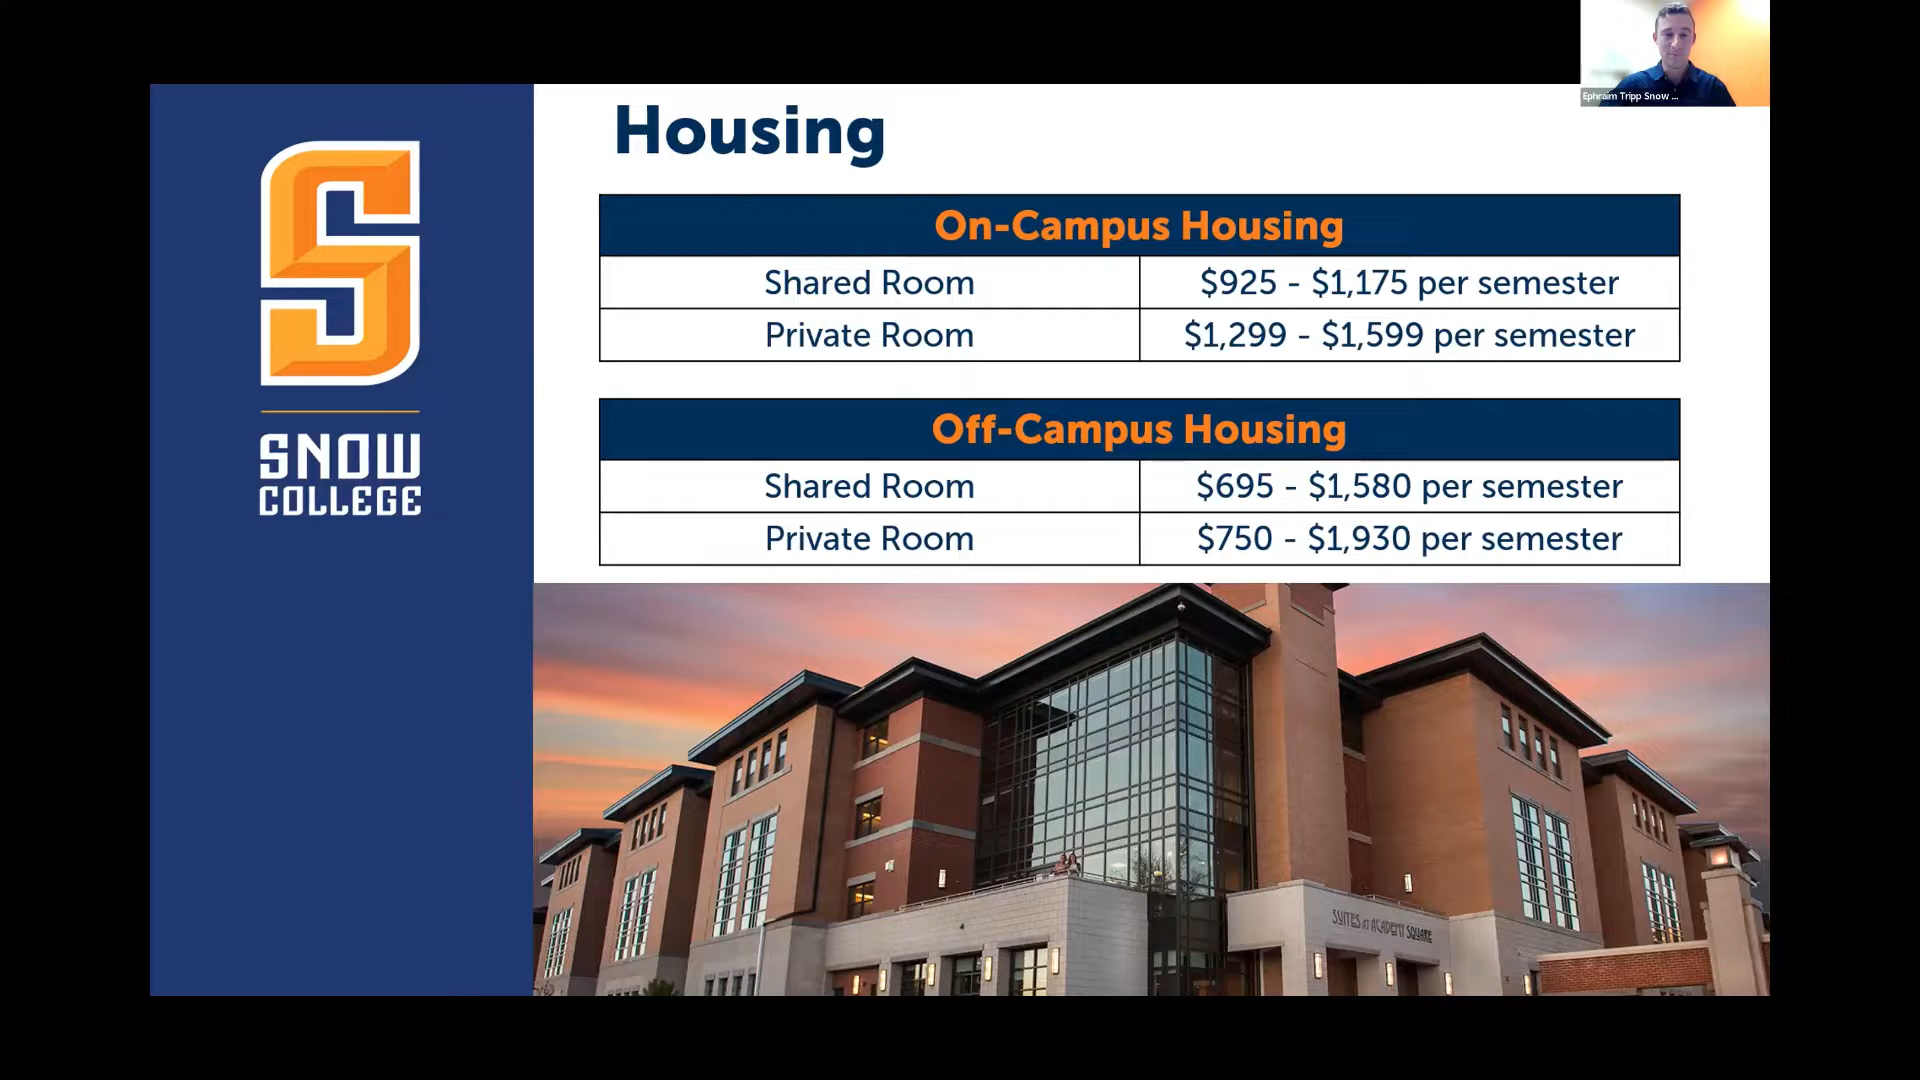 Ephraim Tripp Snow ...
Housing
SNOW
COLLEGE
On-Campus Housing
Shared Room $925 - $1,175 per semester
Private Room $1,299 - $1,599 per semester
Off-Campus Housing
Shared Room $695 - $1,580 per semester
Private Room $750 - $1,930 per semester
SUITES AT ACADEMY SQUARE